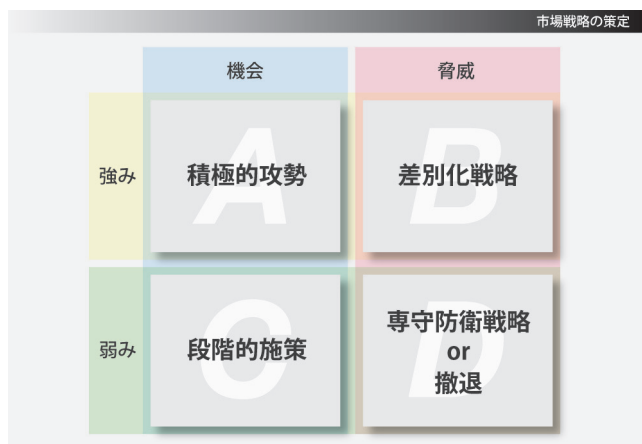 市場戦略の策定
機会
脅威
強み
A
積極的攻勢
B
差別化戦略
弱み
C
段階的施策
D
専守防衛戦略
or
撤退